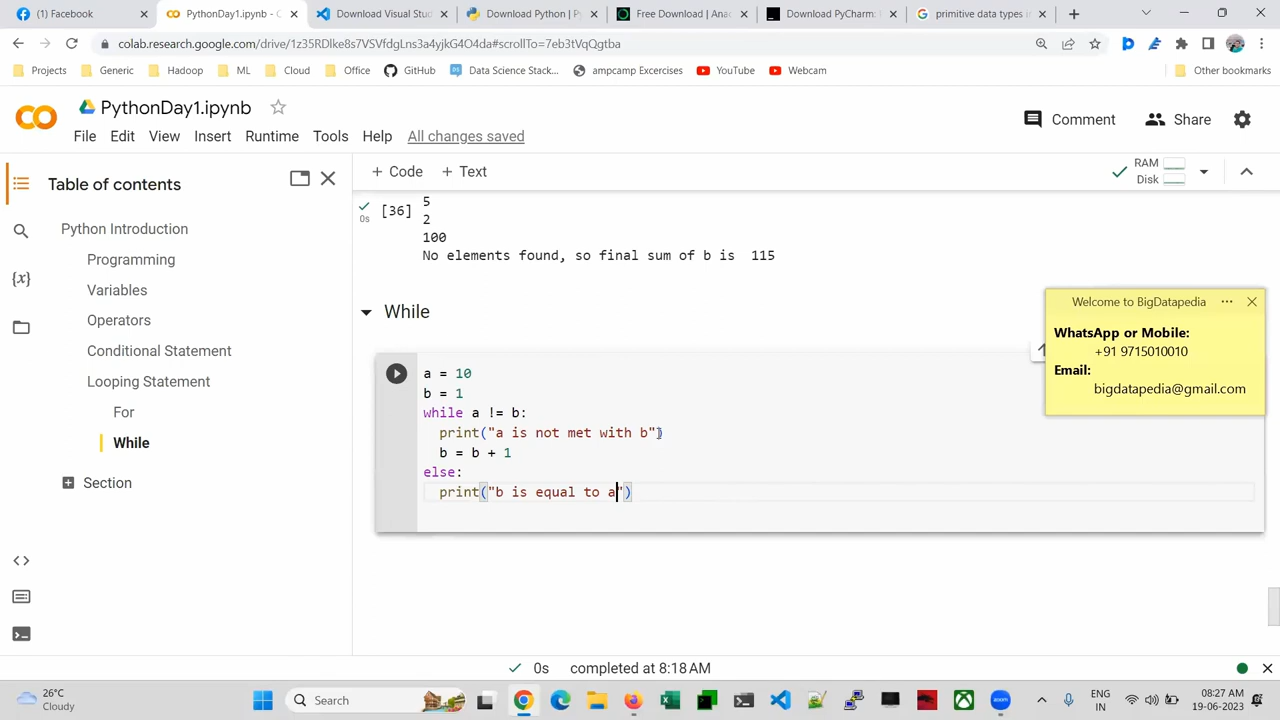 Facebook
PythonDay1.ipynb - C
Download Visual Stud
Download Python | Py
Free Download | Anac
Download PyCharm
primitive data types i
colab.research.google.com/drive/1z35RDlke8s7VSVfdgLns3a4yjkG4O4da#scrollTo=7eb3tVqQgtba
Projects
Generic
Hadoop
ML
Cloud
Office
GitHub
Data Science Stack...
ampcamp Excercises
YouTube
Webcam
Other bookmarks
PythonDay1.ipynb
File Edit View Insert Runtime Tools Help All changes saved
Comment
Share
Table of contents
+ Code + Text
RAM
Disk
Python Introduction
Programming
Variables
Operators
Conditional Statement
Looping Statement
For
While
Section
{x}
[36]
0s
5
2
100
No elements found, so final sum of b is  115
While
a = 10
b = 1
while a != b:
  print("a is not met with b")
  b = b + 1
else:
  print("b is equal to a")
Welcome to BigDatapedia
WhatsApp or Mobile:
+91 9715010010
Email:
bigdatapedia@gmail.com
0s completed at 8:18 AM
26°C
Cloudy
Search
ENG
IN
08:27 AM
19-06-2023